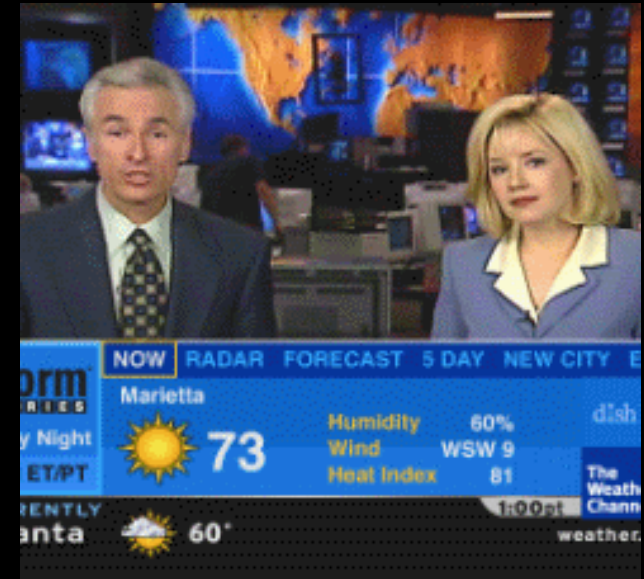 NOW RADAR FORECAST 5 DAY NEW CITY E
orm
RIES
y Night
ET/PT
Marietta
73
Humidity 60%
Wind WSW 9
Heat Index 81
dish
The
Weath
Chann
1:00pt
RENTLY
anta
60°
weather.